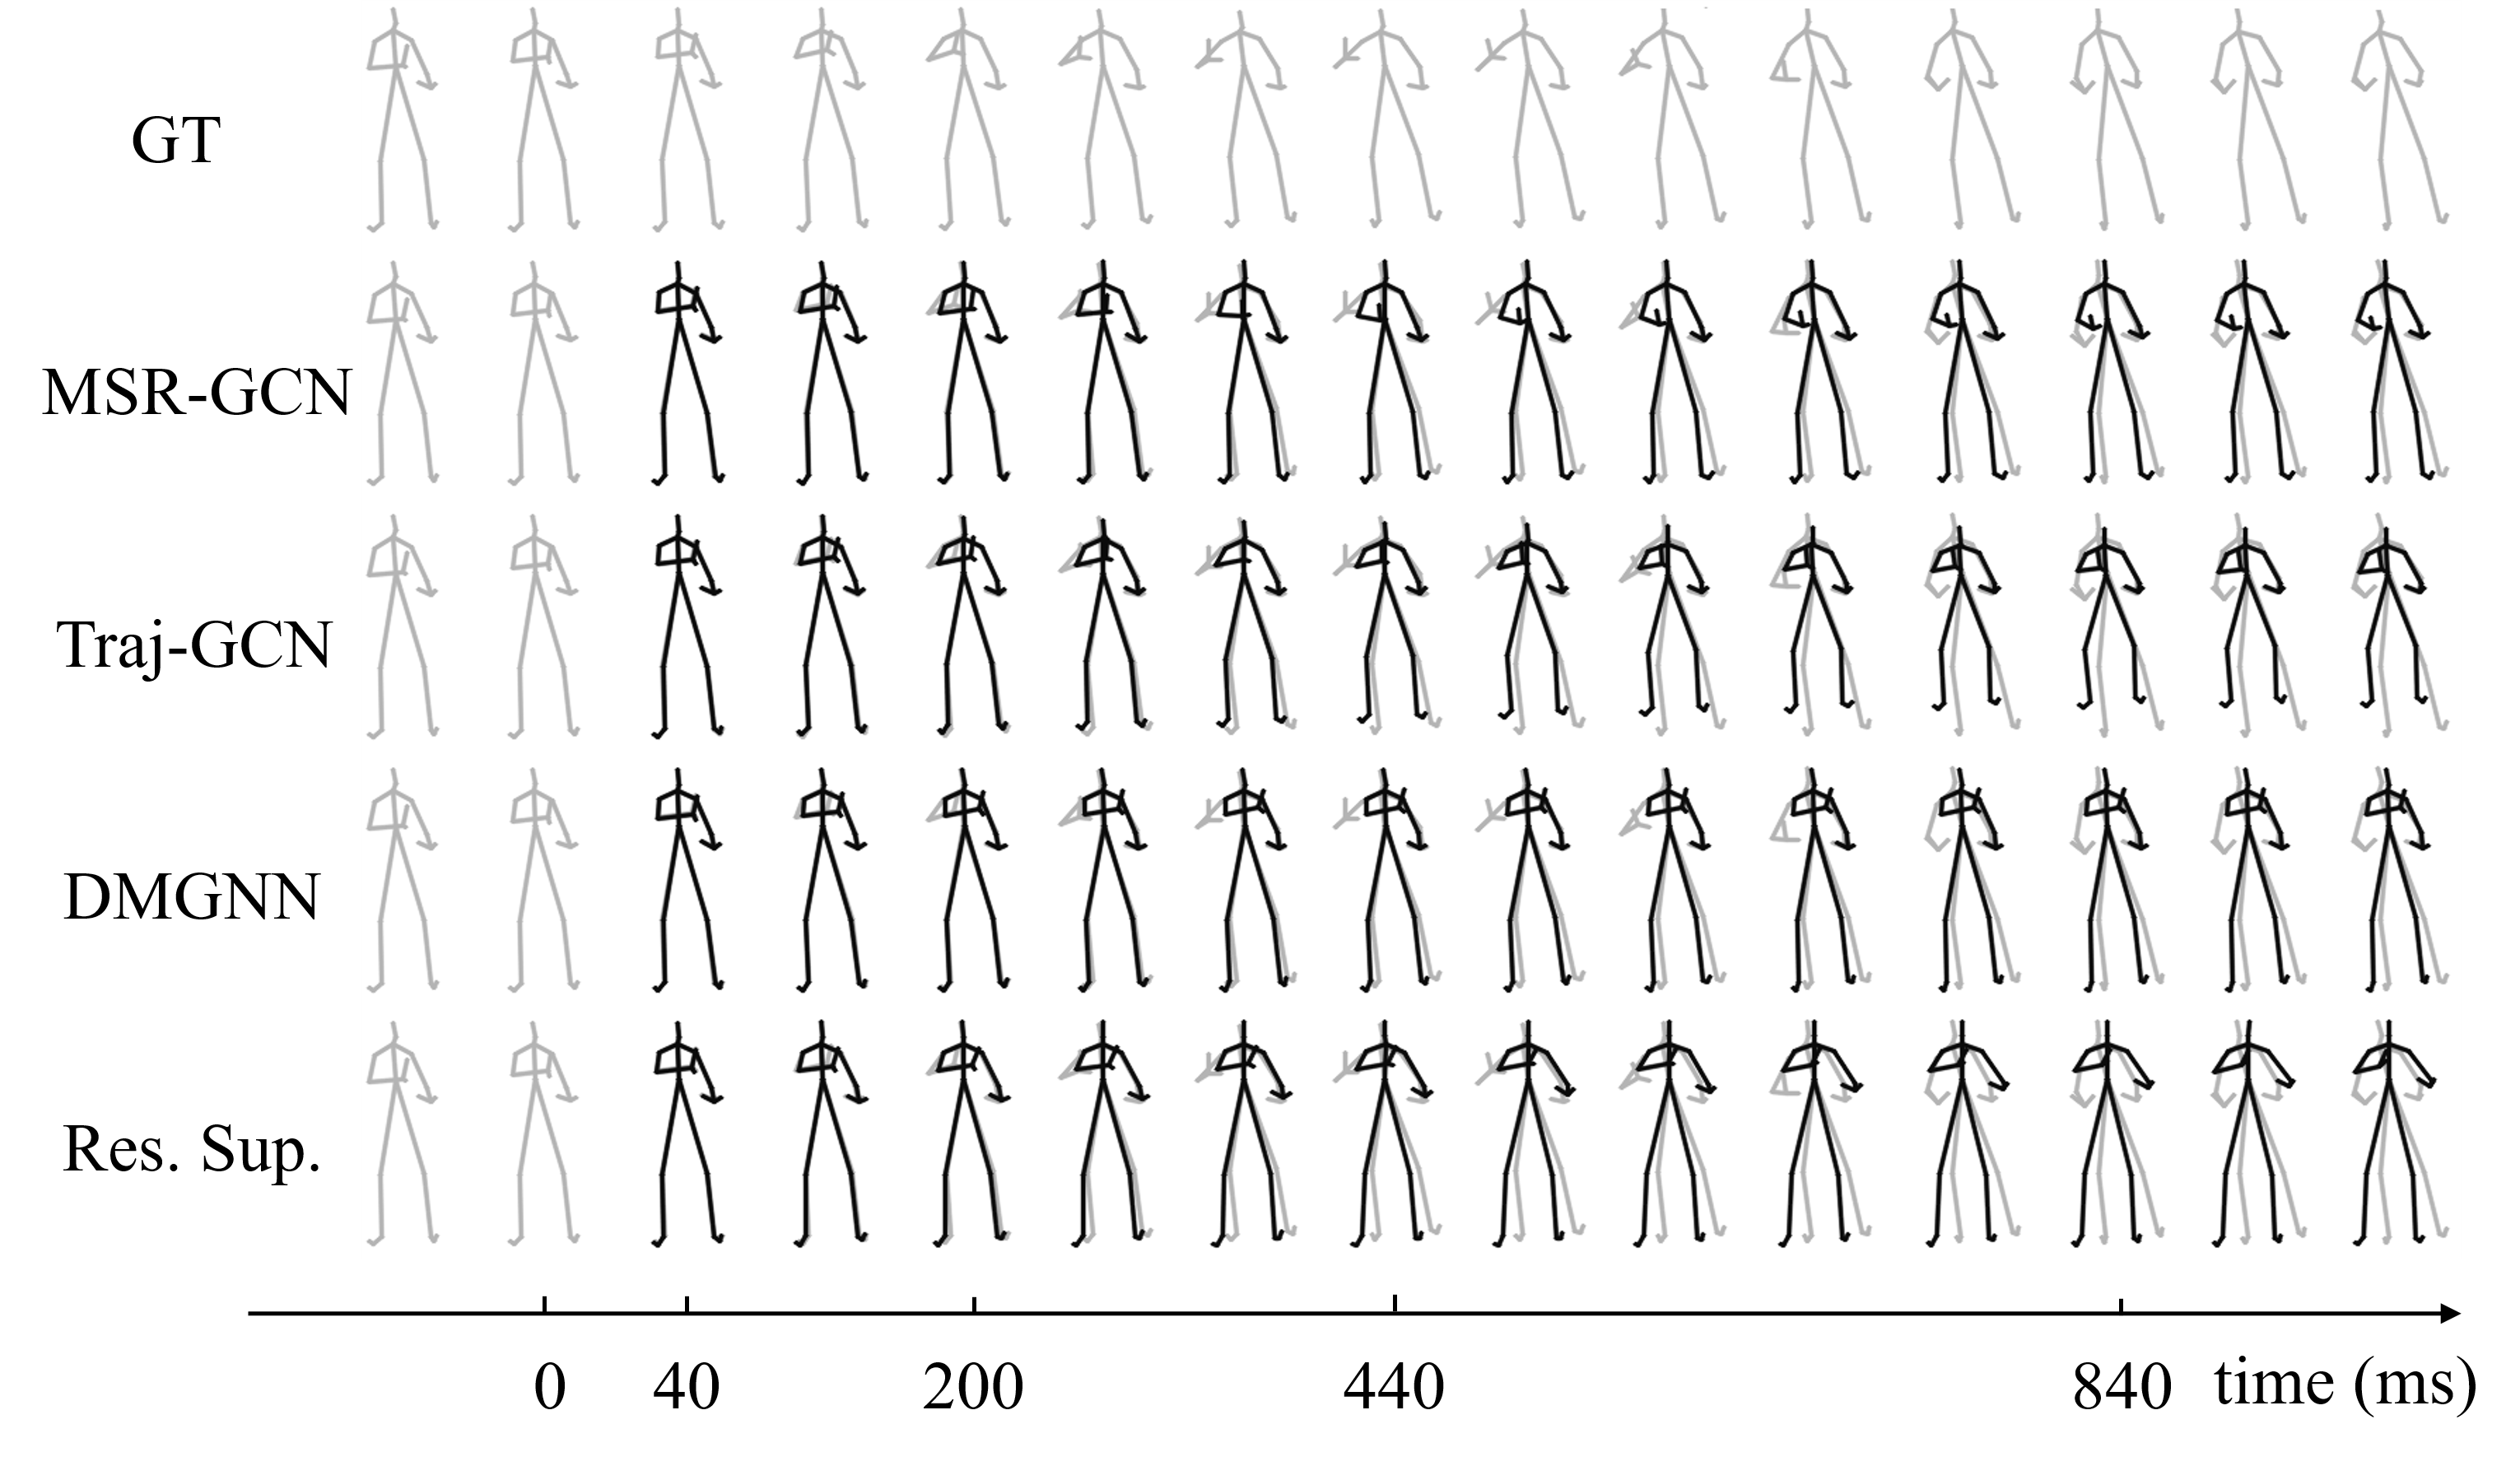 GT
MSR-GCN
Traj-GCN
DMGNN
Res. Sup.
0 40 200 440 840 time (ms)